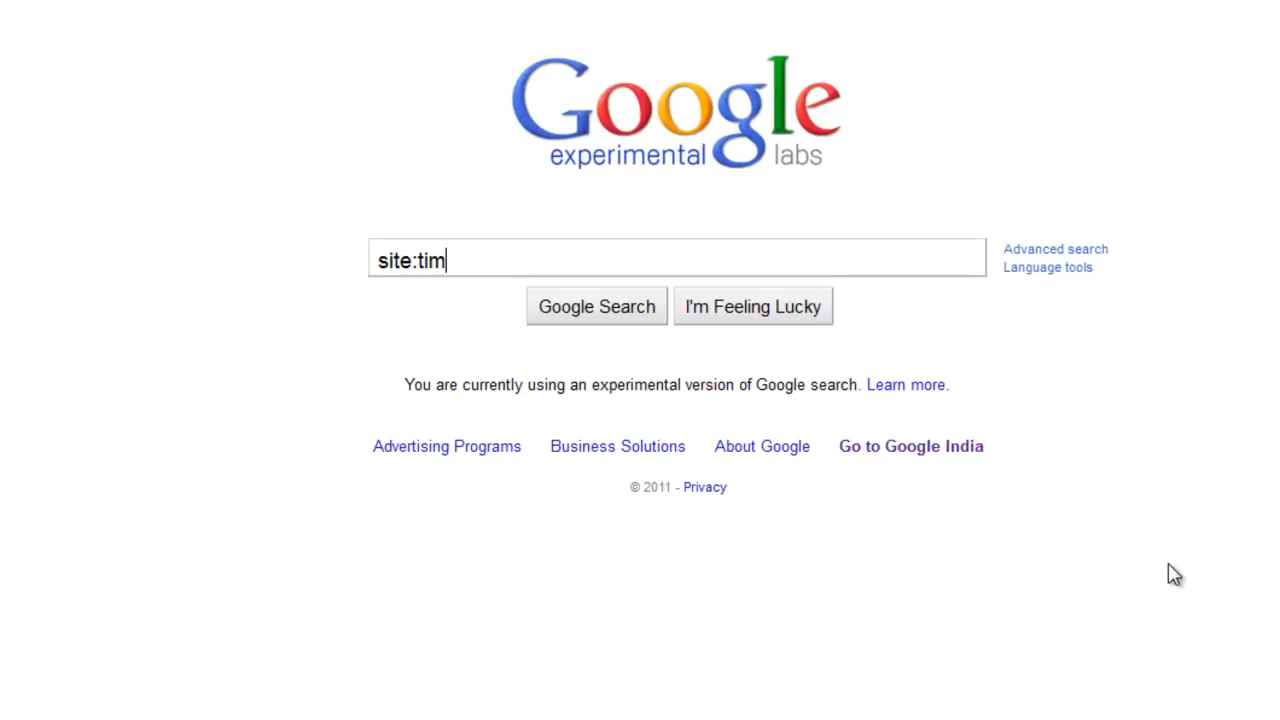 Google
experimental labs
site:tim
Advanced search
Language tools
Google Search I'm Feeling Lucky
You are currently using an experimental version of Google search. Learn more.
Advertising Programs Business Solutions About Google Go to Google India
© 2011 - Privacy